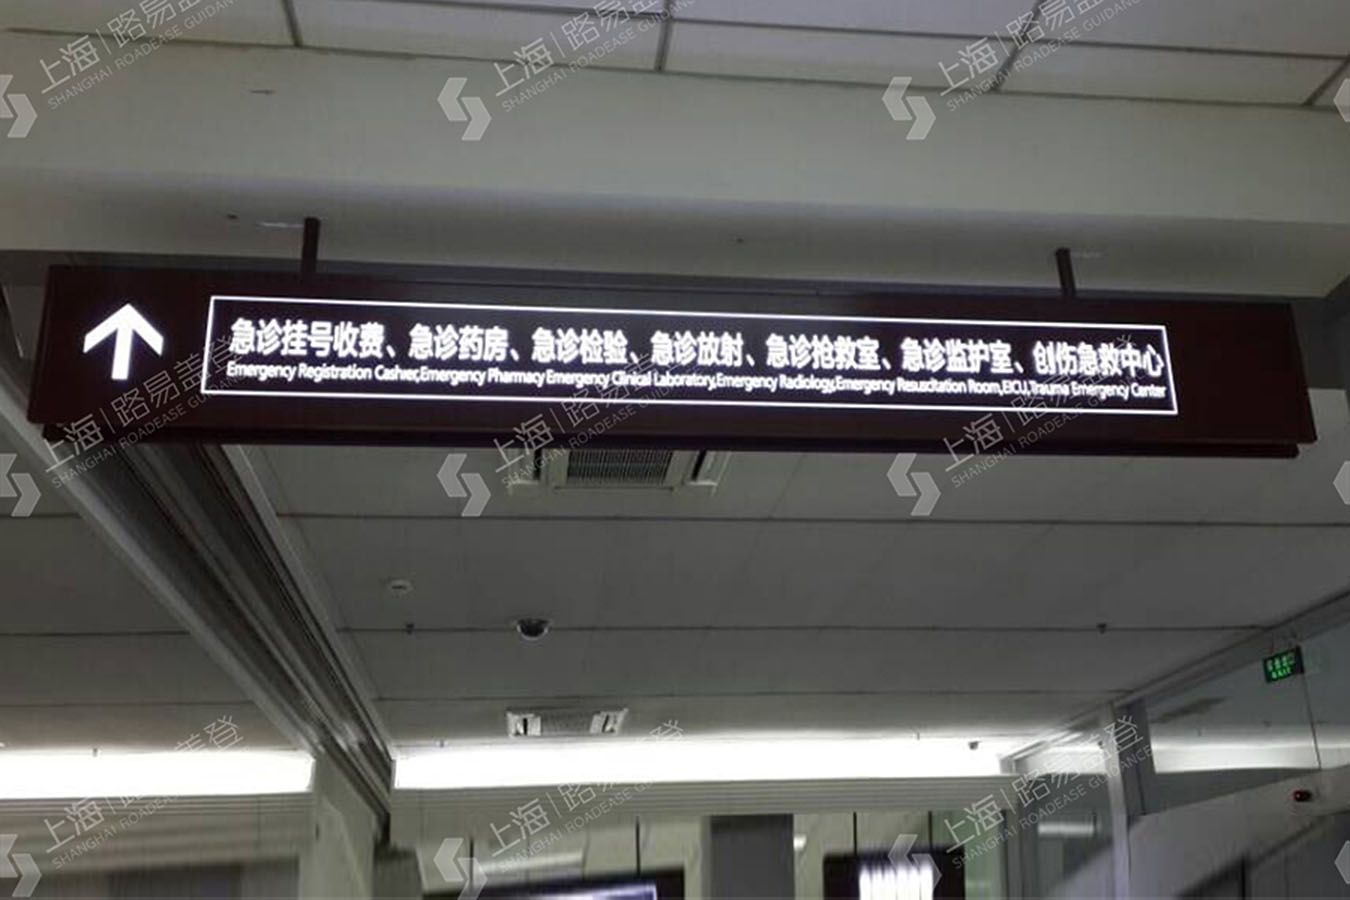 急诊挂号收费、急诊药房、急诊检验、急诊放射、急诊抢救室、急诊监护室、创伤急救中心
Emergency Registration Cashier,Emergency Pharmacy Emergency Clinical Laboratory,Emergency Radiology,Emergency Resuscitation Room,EICU,Trauma Emergency Center
EXIT
上海|路易盖登
SHANGHAI ROADEASE GUIDANCE